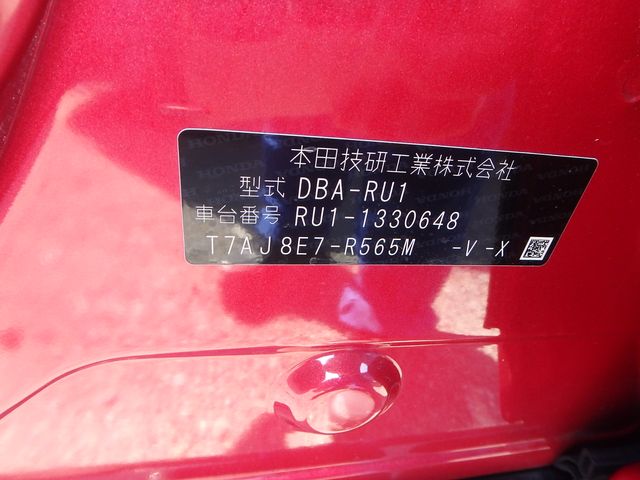 本田技研工業株式会社
型式 DBA-RU1
車台番号 RU1-1330648
T7AJ8E7-R565M -V -X